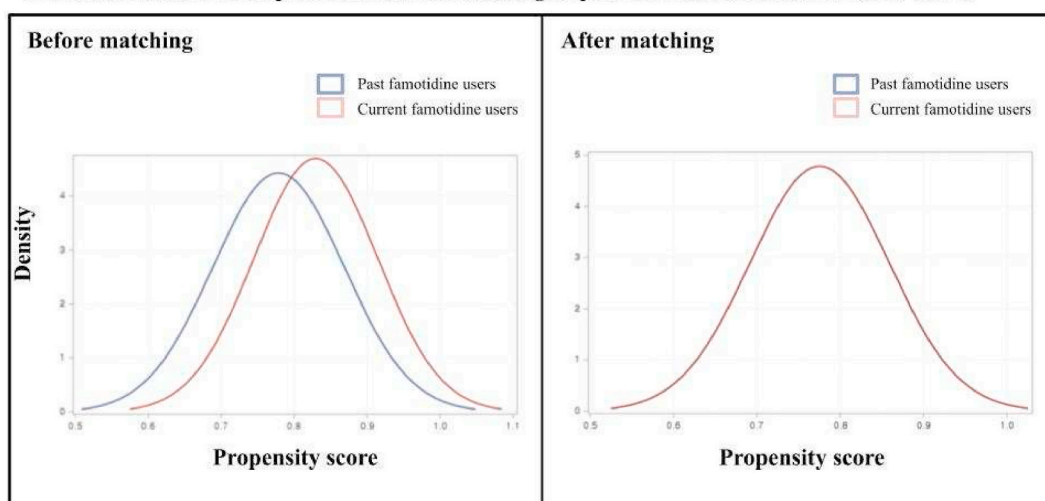 Before matching
Past famotidine users
Current famotidine users
Density
4
3
2
1
0
0.5 0.6 0.7 0.8 0.9 1.0 1.1
Propensity score
After matching
Past famotidine users
Current famotidine users
5
4
3
2
1
0
0.5 0.6 0.7 0.8 0.9 1.0
Propensity score